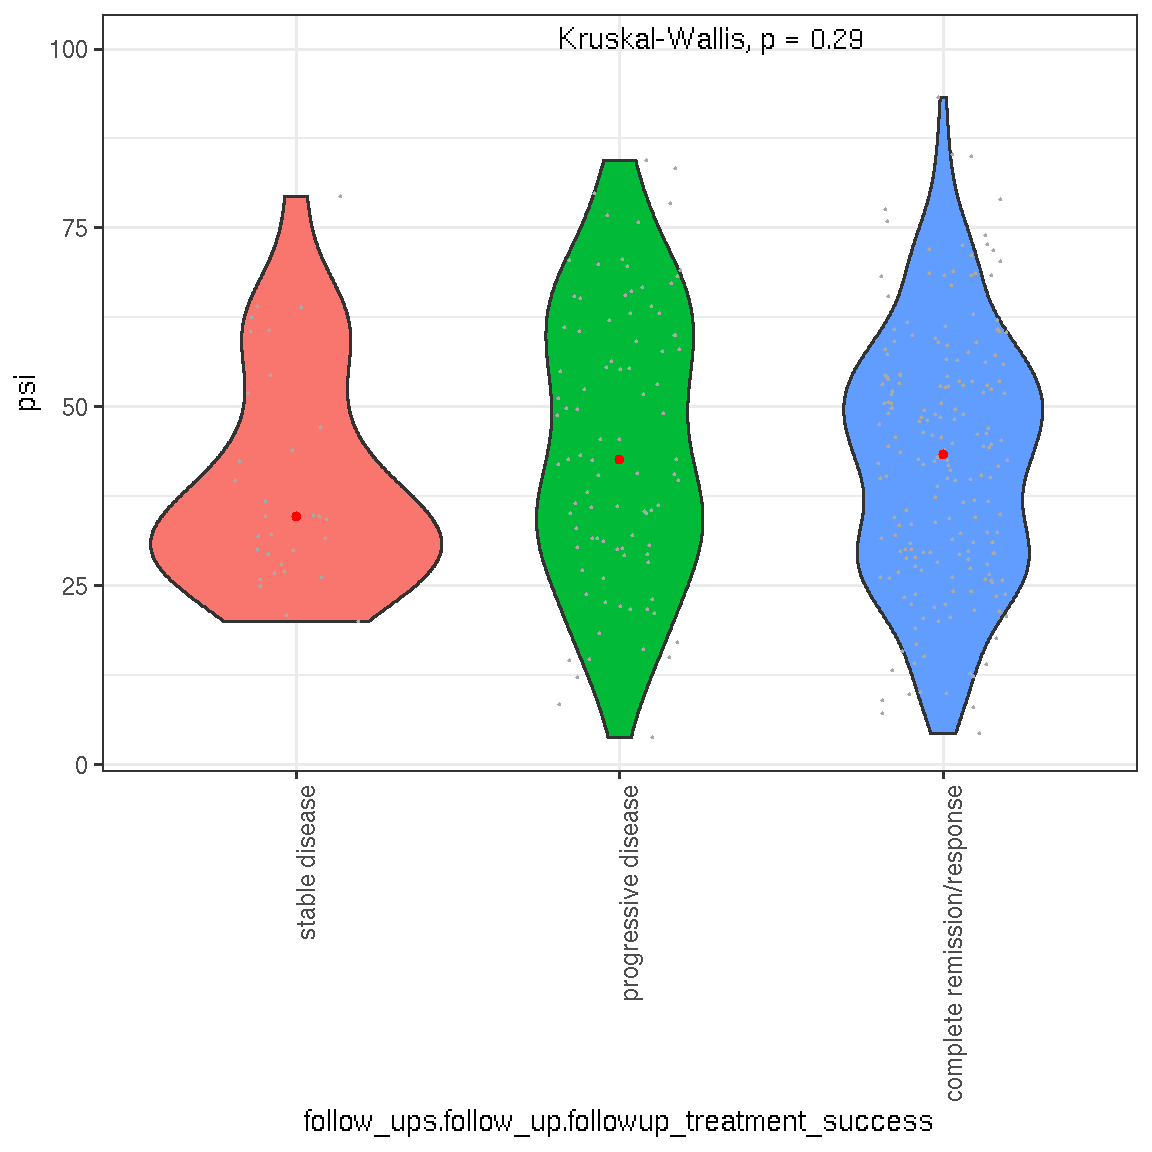 Kruskal-Wallis, p = 0.29
100
75
50
25
0
psi
stable disease
progressive disease
complete remission/response
follow_ups.follow_up.followup_treatment_success